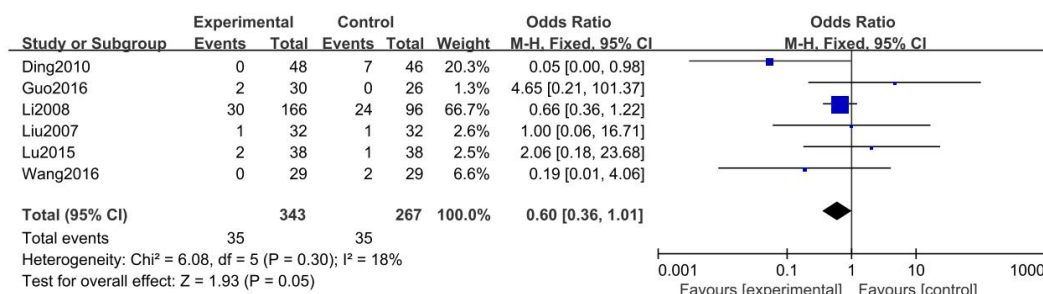 Experimental Control Odds Ratio Odds Ratio
Study or Subgroup Events Total Events Total Weight M-H, Fixed, 95% CI M-H, Fixed, 95% CI
Ding2010 0 48 7 46 20.3% 0.05 [0.00, 0.98]
Guo2016 2 30 0 26 1.3% 4.65 [0.21, 101.37]
Li2008 30 166 24 96 66.7% 0.66 [0.36, 1.22]
Liu2007 1 32 1 32 2.6% 1.00 [0.06, 16.71]
Lu2015 2 38 1 38 2.5% 2.06 [0.18, 23.68]
Wang2016 0 29 2 29 6.6% 0.19 [0.01, 4.06]
Total (95% CI) 343 267 100.0% 0.60 [0.36, 1.01]
Total events 35 35
Heterogeneity: Chi² = 6.08, df = 5 (P = 0.30); I² = 18%
Test for overall effect: Z = 1.93 (P = 0.05)
0.001 0.1 1 10 1000
Favours [experimental] Favours [control]